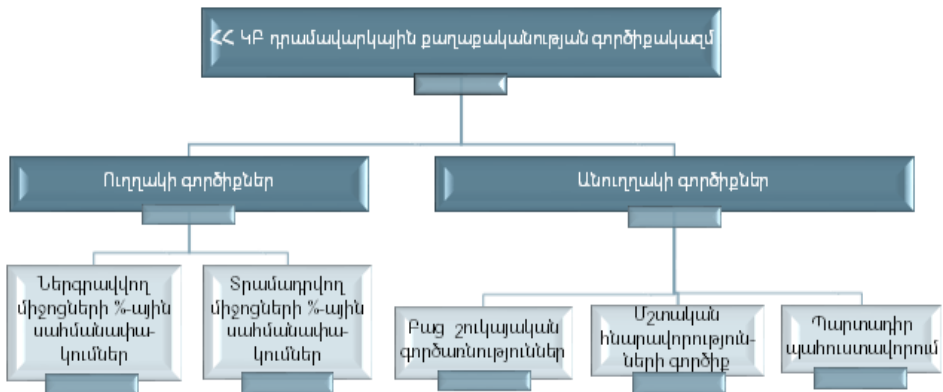 ՀՀ ԿԲ դրամավարկային քաղաքականության գործիքակազմ
Ուղղակի գործիքներ
Անուղղակի գործիքներ
Ներգրավվող
միջոցների %-ային
սահմանափա-
կումներ
Տրամադրվող
միջոցների %-ային
սահմանափա-
կումներ
Բաց շուկայական
գործառնություններ
Մշտական
հնարավորություն-
ների գործիք
Պարտադիր
պահուստավորում